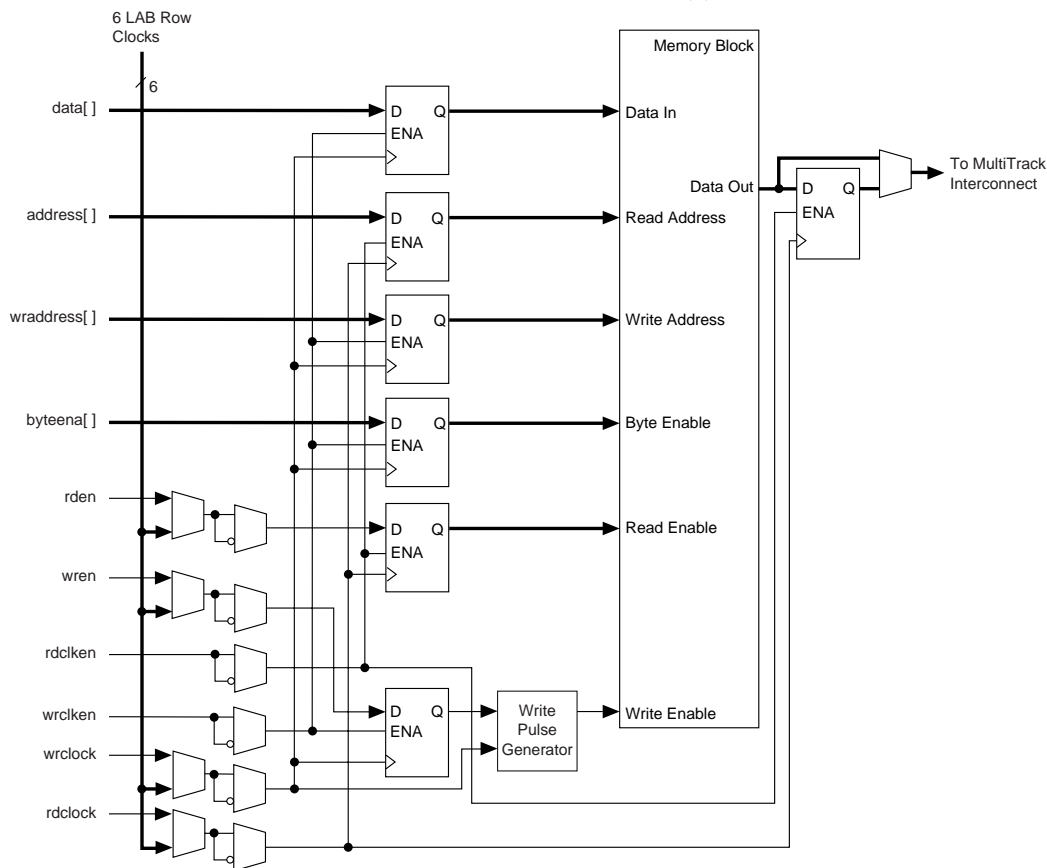 6 LAB Row
Clocks
Memory Block
6
data[ ]
D Q
ENA
Data In
To MultiTrack
Interconnect
Data Out
D Q
ENA
address[ ]
D Q
ENA
Read Address
wraddress[ ]
D Q
ENA
Write Address
byteena[ ]
D Q
ENA
Byte Enable
rden
D Q
ENA
Read Enable
wren
rdclken
wrclken
D Q
ENA
Write
Pulse
Generator
Write Enable
wrclock
rdclock